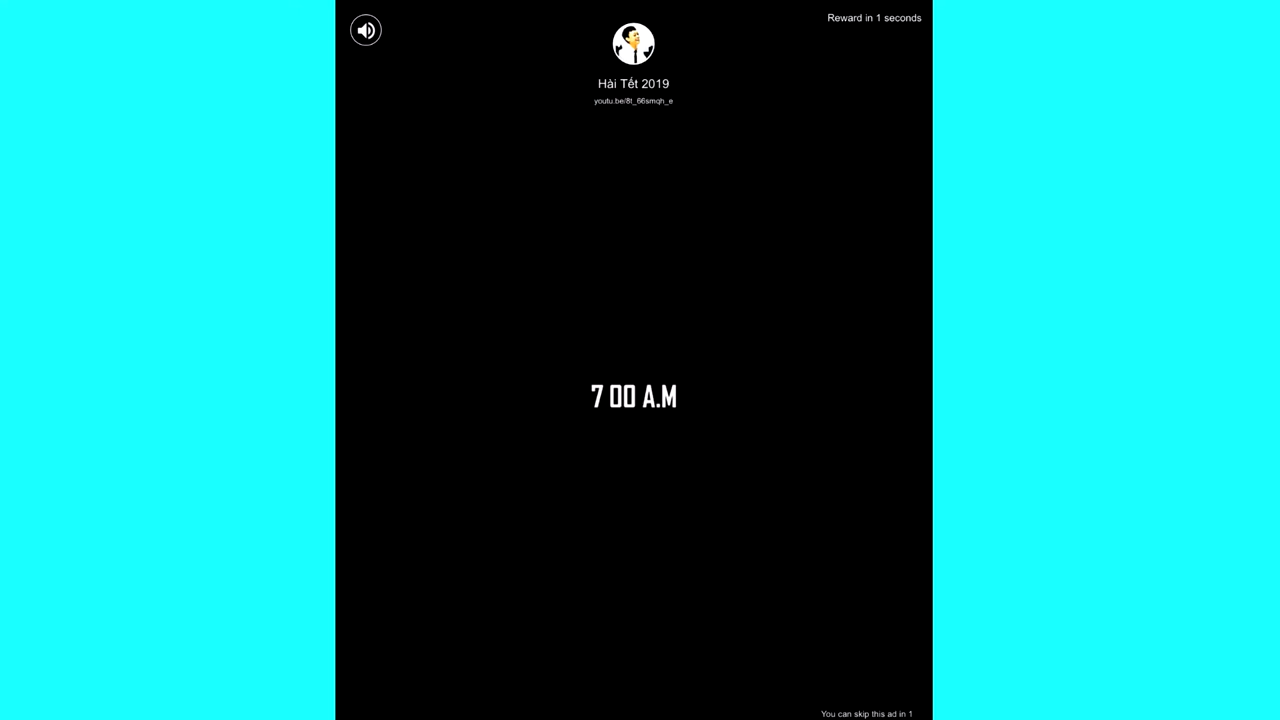 Reward in 1 seconds
Hài Tết 2019
youtu.be/8t_66smqh_e
7 00 A.M
You can skip this ad in 1